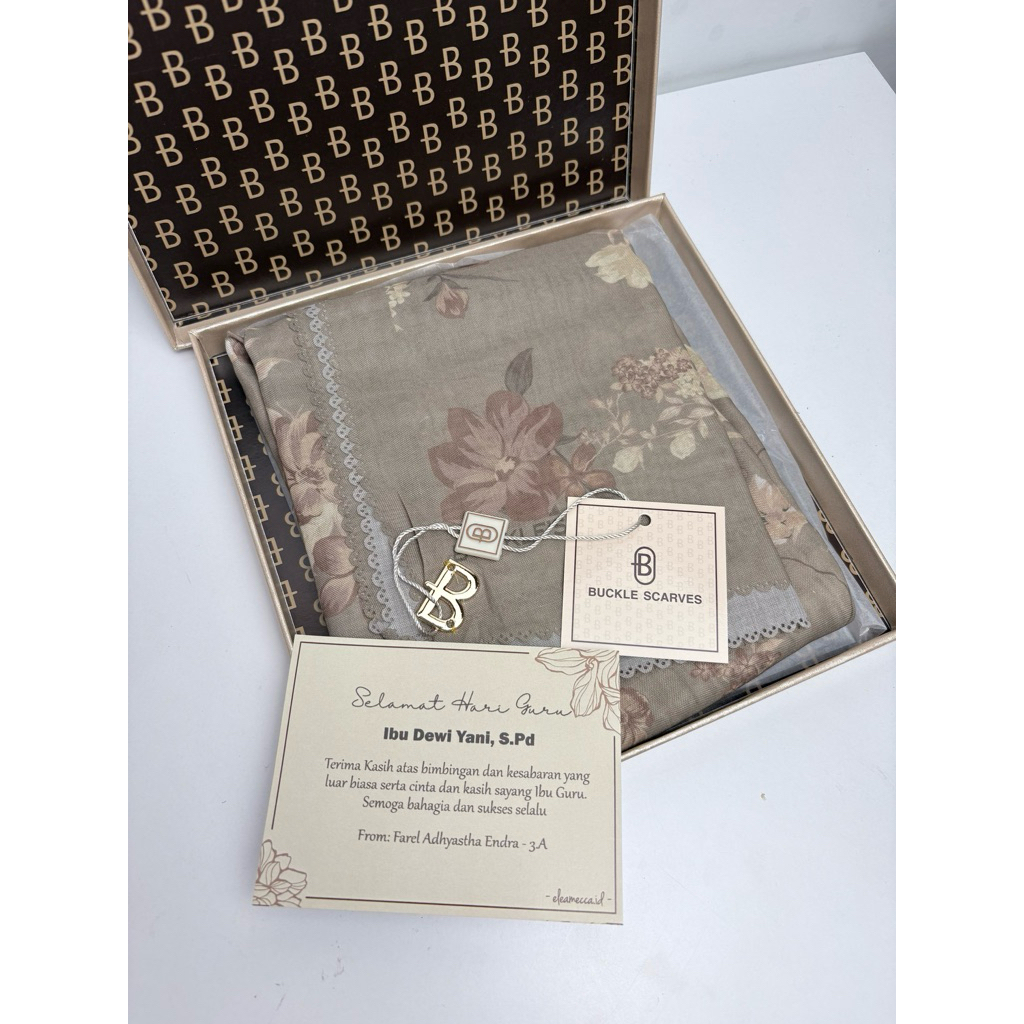 BUCKLE SCARVES
Selamat Hari Guru
Ibu Dewi Yani, S.Pd
Terima Kasih atas bimbingan dan kesabaran yang
luar biasa serta cinta dan kasih sayang Ibu Guru.
Semoga bahagia dan sukses selalu
From: Farel Adhyastha Endra - 3.A
- eleamecca.id -